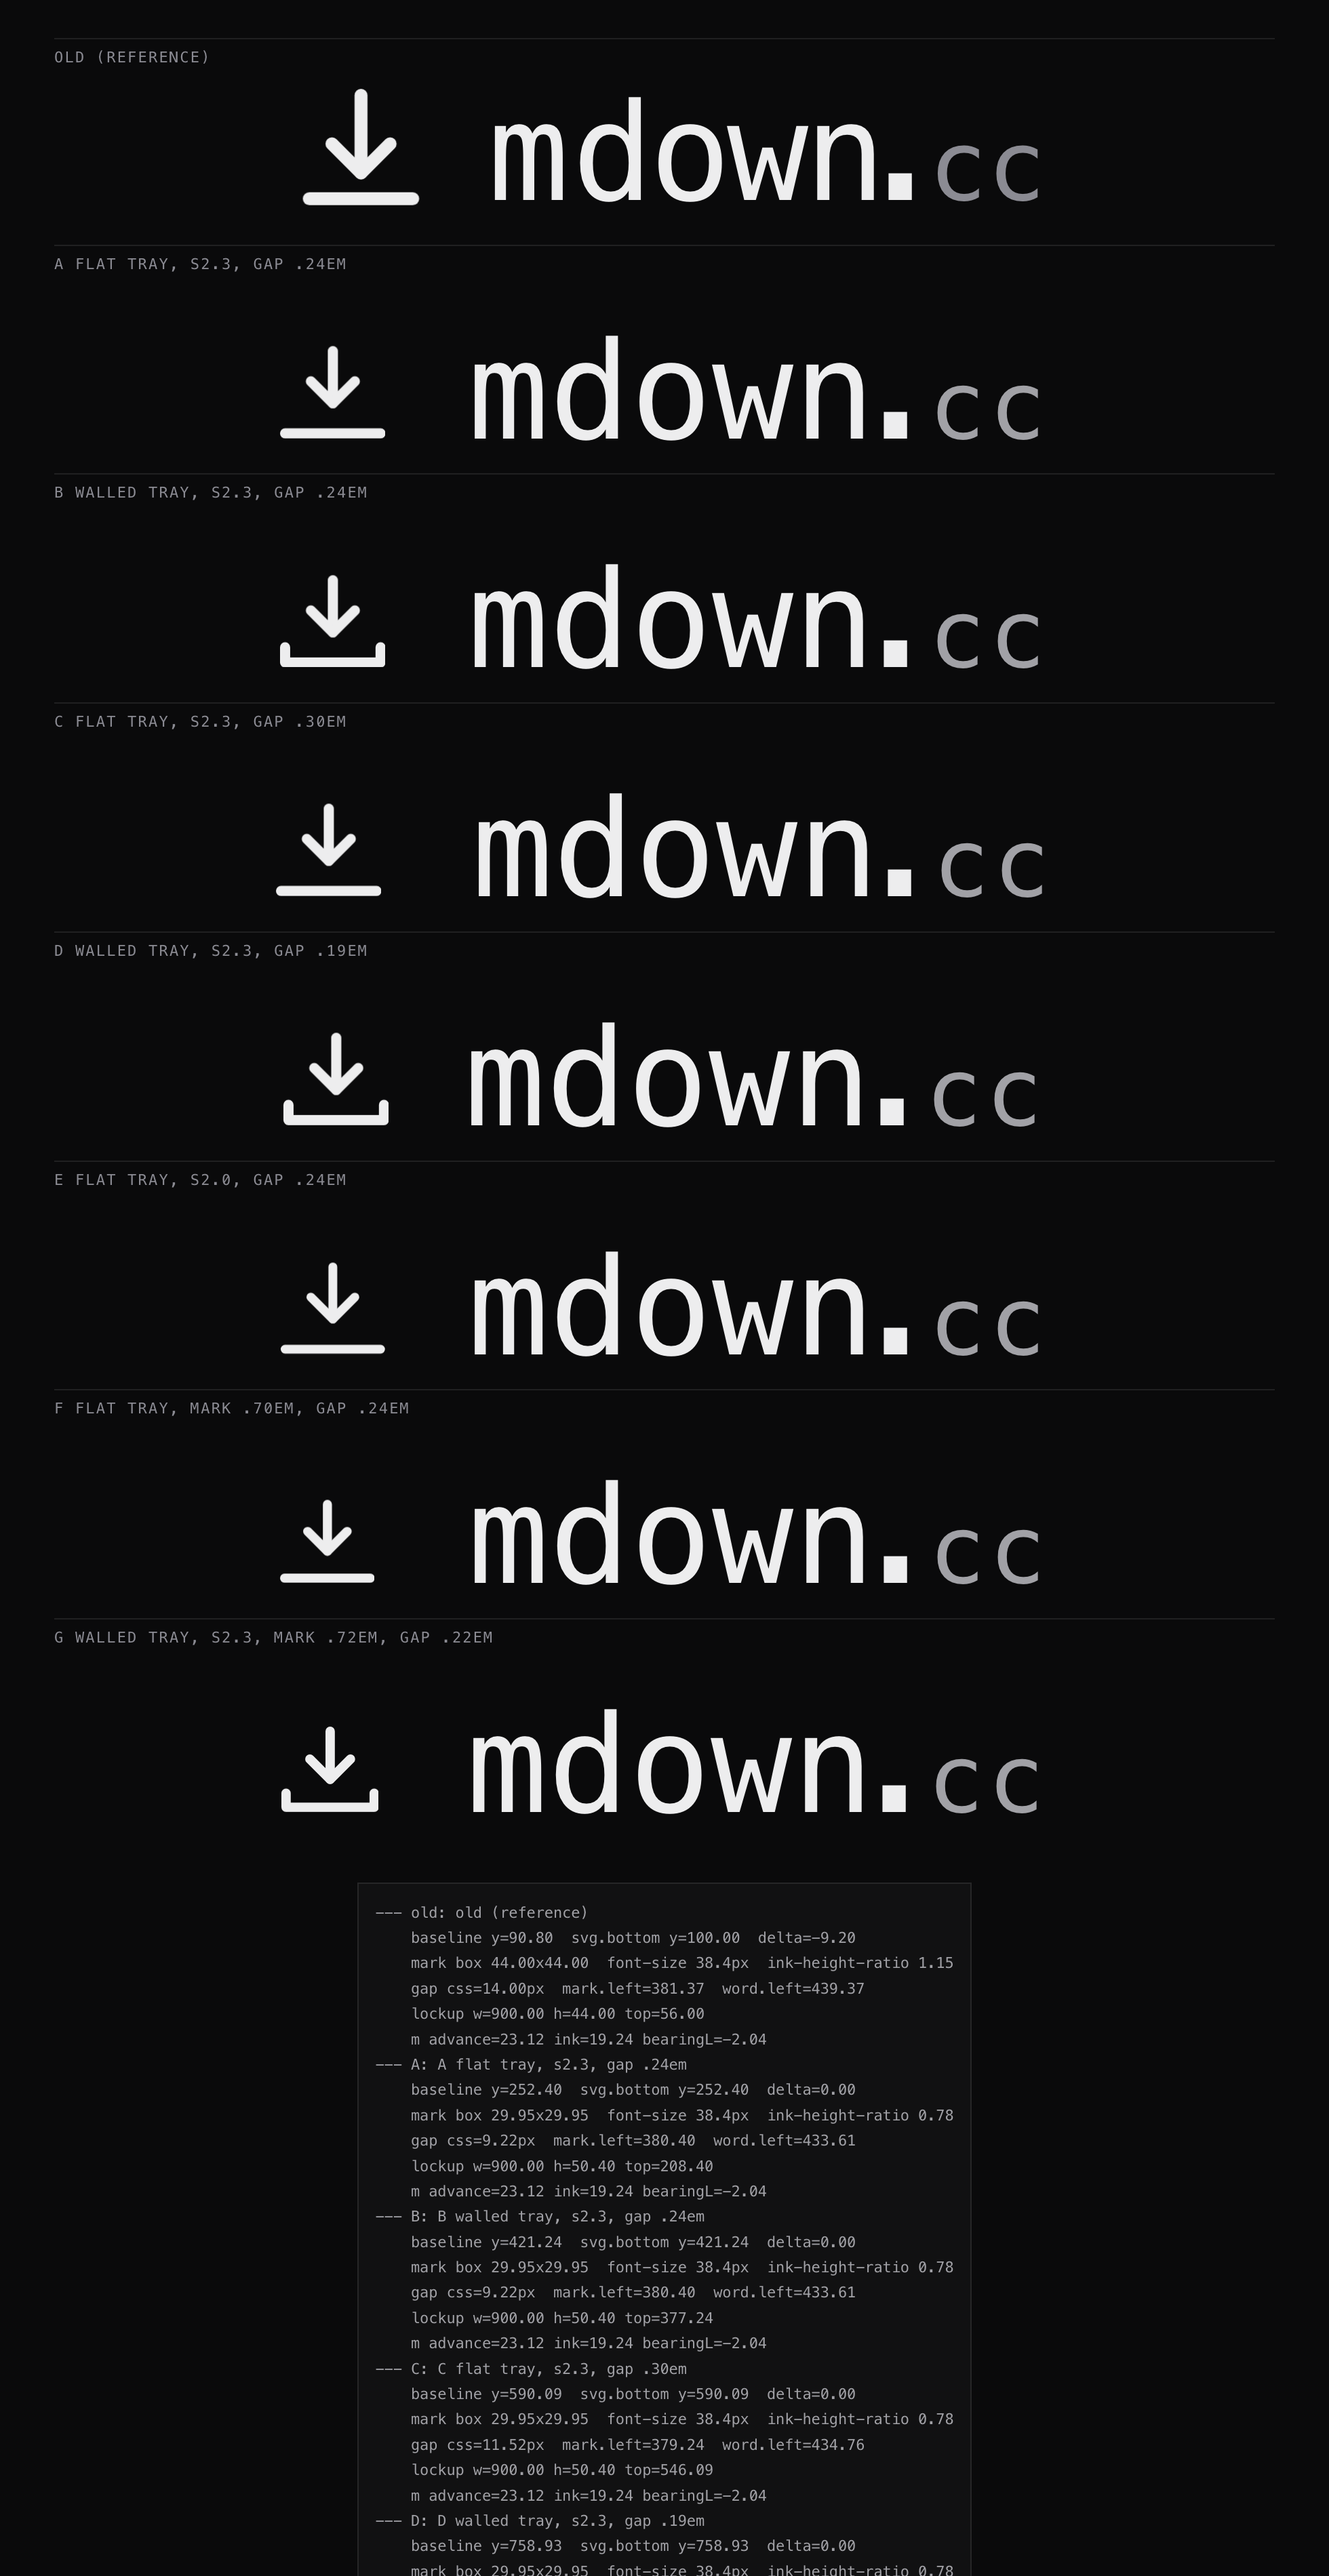 OLD (REFERENCE)
mdown.cc
A FLAT TRAY, S2.3, GAP .24EM
mdown.cc
B WALLED TRAY, S2.3, GAP .24EM
mdown.cc
C FLAT TRAY, S2.3, GAP .30EM
mdown.cc
D WALLED TRAY, S2.3, GAP .19EM
mdown.cc
E FLAT TRAY, S2.0, GAP .24EM
mdown.cc
F FLAT TRAY, MARK .70EM, GAP .24EM
mdown.cc
G WALLED TRAY, S2.3, MARK .72EM, GAP .22EM
mdown.cc
--- old: old (reference)
baseline y=90.80  svg.bottom y=100.00  delta=-9.20
mark box 44.00x44.00  font-size 38.4px  ink-height-ratio 1.15
gap css=14.00px  mark.left=381.37  word.left=439.37
lockup w=900.00 h=44.00 top=56.00
m advance=23.12 ink=19.24 bearingL=-2.04
--- A: A flat tray, s2.3, gap .24em
baseline y=252.40  svg.bottom y=252.40  delta=0.00
mark box 29.95x29.95  font-size 38.4px  ink-height-ratio 0.78
gap css=9.22px  mark.left=380.40  word.left=433.61
lockup w=900.00 h=50.40 top=208.40
m advance=23.12 ink=19.24 bearingL=-2.04
--- B: B walled tray, s2.3, gap .24em
baseline y=421.24  svg.bottom y=421.24  delta=0.00
mark box 29.95x29.95  font-size 38.4px  ink-height-ratio 0.78
gap css=9.22px  mark.left=380.40  word.left=433.61
lockup w=900.00 h=50.40 top=377.24
m advance=23.12 ink=19.24 bearingL=-2.04
--- C: C flat tray, s2.3, gap .30em
baseline y=590.09  svg.bottom y=590.09  delta=0.00
mark box 29.95x29.95  font-size 38.4px  ink-height-ratio 0.78
gap css=11.52px  mark.left=379.24  word.left=434.76
lockup w=900.00 h=50.40 top=546.09
m advance=23.12 ink=19.24 bearingL=-2.04
--- D: D walled tray, s2.3, gap .19em
baseline y=758.93  svg.bottom y=758.93  delta=0.00
mark box 29.95x29.95  font-size 38.4px  ink-height-ratio 0.78